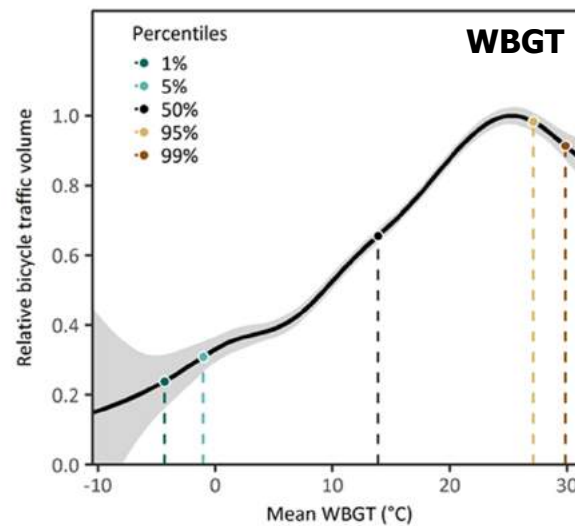 WBGT
Percentiles
1%
5%
50%
95%
99%
Relative bicycle traffic volume
1.0
0.8
0.6
0.4
0.2
0.0
-10 0 10 20 30
Mean WBGT (°C)